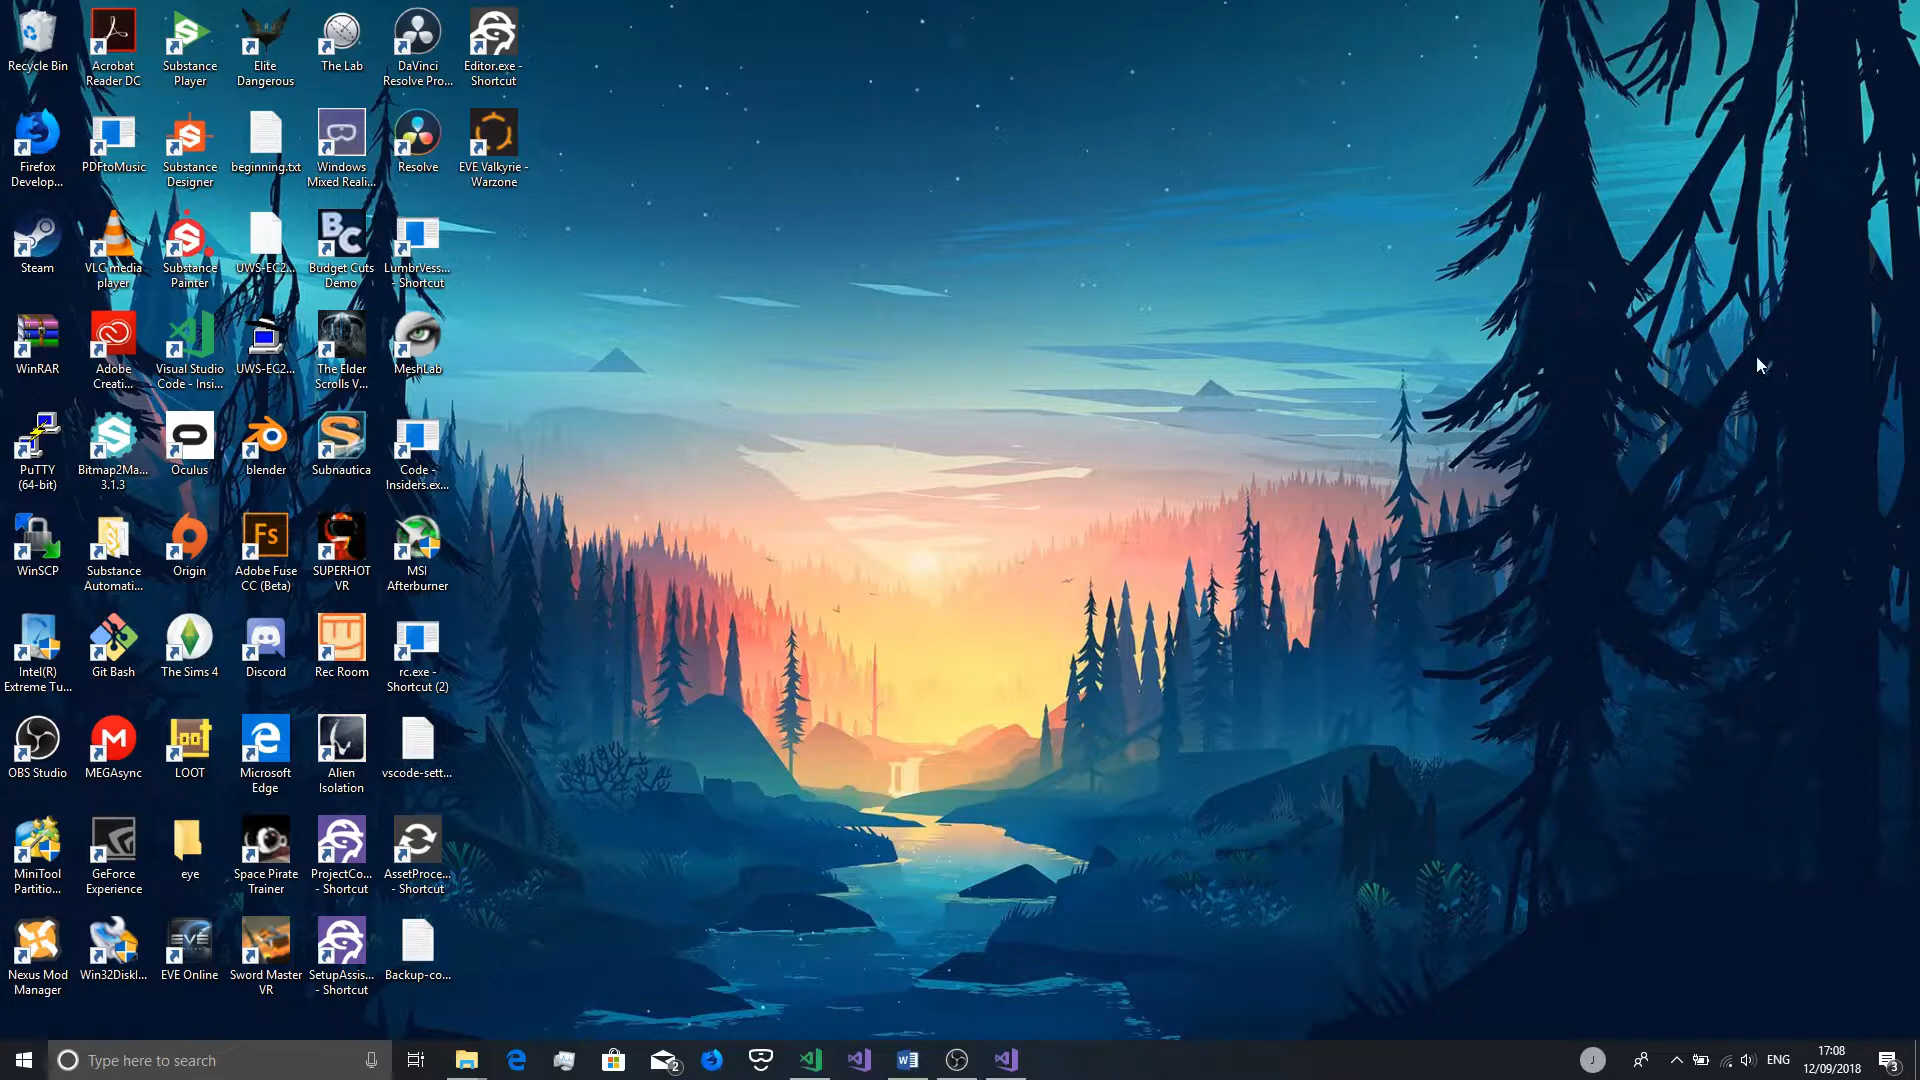 Recycle Bin
Acrobat
Reader DC
Substance
Player
Elite
Dangerous
The Lab
DaVinci
Resolve Pro...
Editor.exe -
Shortcut
Firefox
Develop...
PDFtoMusic
Substance
Designer
beginning.txt
Windows
Mixed Reali...
Resolve
EVE Valkyrie -
Warzone
Steam
VLC media
player
Substance
Painter
UWS-EC2...
BC
Budget Cuts
Demo
LumbrVess...
- Shortcut
WinRAR
Adobe
Creati...
Visual Studio
Code - Insi...
UWS-EC2...
The Elder
Scrolls V...
MeshLab
PuTTY
(64-bit)
Bitmap2Ma...
3.1.3
Oculus
blender
Subnautica
Code -
Insiders.ex...
WinSCP
Substance
Automati...
Origin
Fs
Adobe Fuse
CC (Beta)
SUPERHOT
VR
MSI
Afterburner
Intel(R)
Extreme Tu...
Git Bash
The Sims 4
Discord
Rec Room
rc.exe -
Shortcut (2)
OBS Studio
MEGAsync
loot
LOOT
Microsoft
Edge
Alien
Isolation
vscode-sett...
MiniTool
Partitio...
GeForce
Experience
eye
Space Pirate
Trainer
ProjectCo...
- Shortcut
AssetProce...
- Shortcut
Nexus Mod
Manager
Win32DiskI...
EVE
EVE Online
Sword Master
VR
SetupAssis...
- Shortcut
Backup-co...
Type here to search
2
J
ENG
17:08
12/09/2018
3